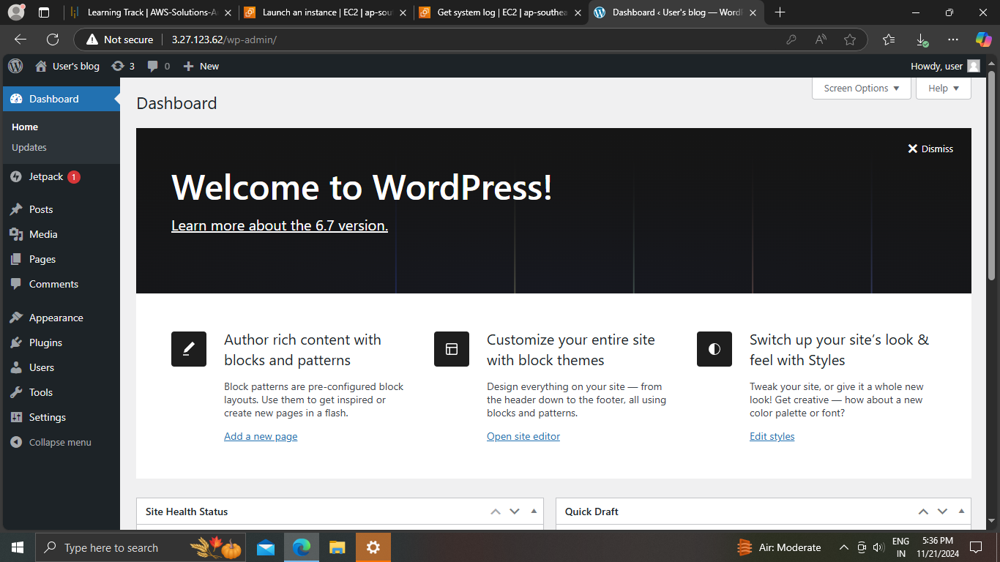 Learning Track | AWS-Solutions-A
Launch an instance | EC2 | ap-sout
Get system log | EC2 | ap-southea
Dashboard ‹ User's blog — WordP
Not secure
3.27.123.62/wp-admin/
User's blog
3
0
New
Howdy, user
Dashboard
Home
Updates
Jetpack 1
Posts
Media
Pages
Comments
Appearance
Plugins
Users
Tools
Settings
Collapse menu
Screen Options
Help
Dashboard
Dismiss
Welcome to WordPress!
Learn more about the 6.7 version.
Author rich content with
blocks and patterns
Block patterns are pre-configured block
layouts. Use them to get inspired or
create new pages in a flash.
Add a new page
Customize your entire site
with block themes
Design everything on your site — from
the header down to the footer, all using
blocks and patterns.
Open site editor
Switch up your site’s look &
feel with Styles
Tweak your site, or give it a whole new
look! Get creative — how about a new
color palette or font?
Edit styles
Site Health Status
Quick Draft
Type here to search
Air: Moderate
ENG
IN
5:36 PM
11/21/2024